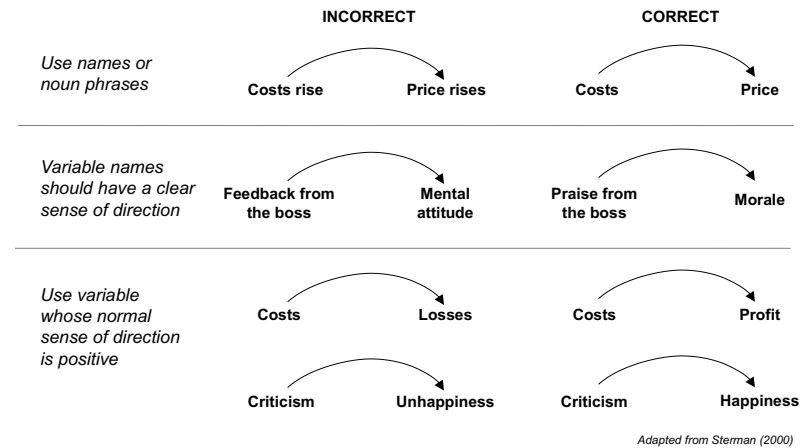 INCORRECT CORRECT
Use names or
noun phrases
Costs rise Price rises Costs Price
Variable names
should have a clear
sense of direction
Feedback from
the boss
Mental
attitude
Praise from
the boss
Morale
Use variable
whose normal
sense of direction
is positive
Costs Losses Costs Profit
Criticism Unhappiness Criticism Happiness
Adapted from Sterman (2000)